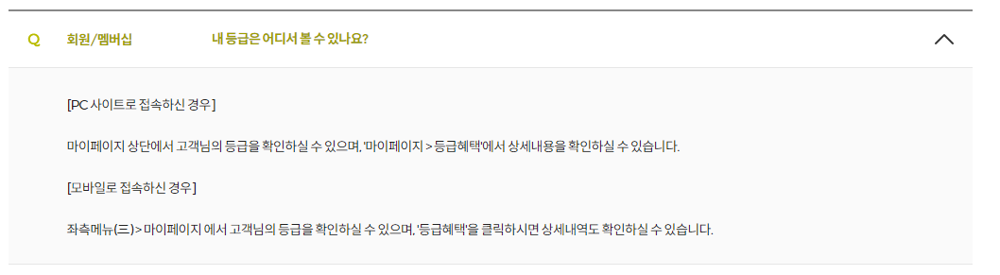 Q 회원/멤버십 내 등급은 어디서 볼 수 있나요?
[PC 사이트로 접속하신 경우]
마이페이지 상단에서 고객님의 등급을 확인하실 수 있으며, '마이페이지 > 등급혜택'에서 상세내용을 확인하실 수 있습니다.
[모바일로 접속하신 경우]
좌측메뉴(三) > 마이페이지 에서 고객님의 등급을 확인하실 수 있으며, '등급혜택'을 클릭하시면 상세내역도 확인하실 수 있습니다.